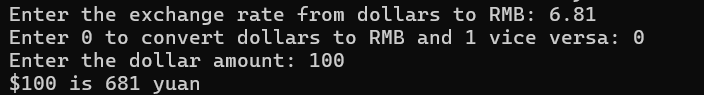 Enter the exchange rate from dollars to RMB: 6.81
Enter 0 to convert dollars to RMB and 1 vice versa: 0
Enter the dollar amount: 100
$100 is 681 yuan